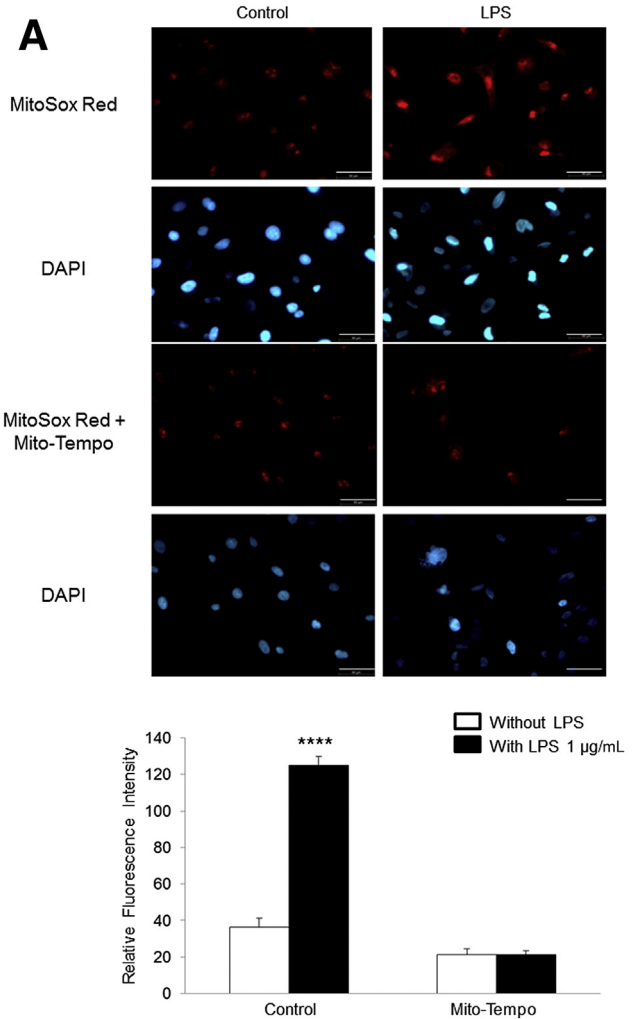 A
Control
LPS
MitoSox Red
DAPI
MitoSox Red +
Mito-Tempo
DAPI
Without LPS
With LPS 1 µg/mL
Relative Fluorescence Intensity
140
120
100
80
60
40
20
0
****
Control
Mito-Tempo